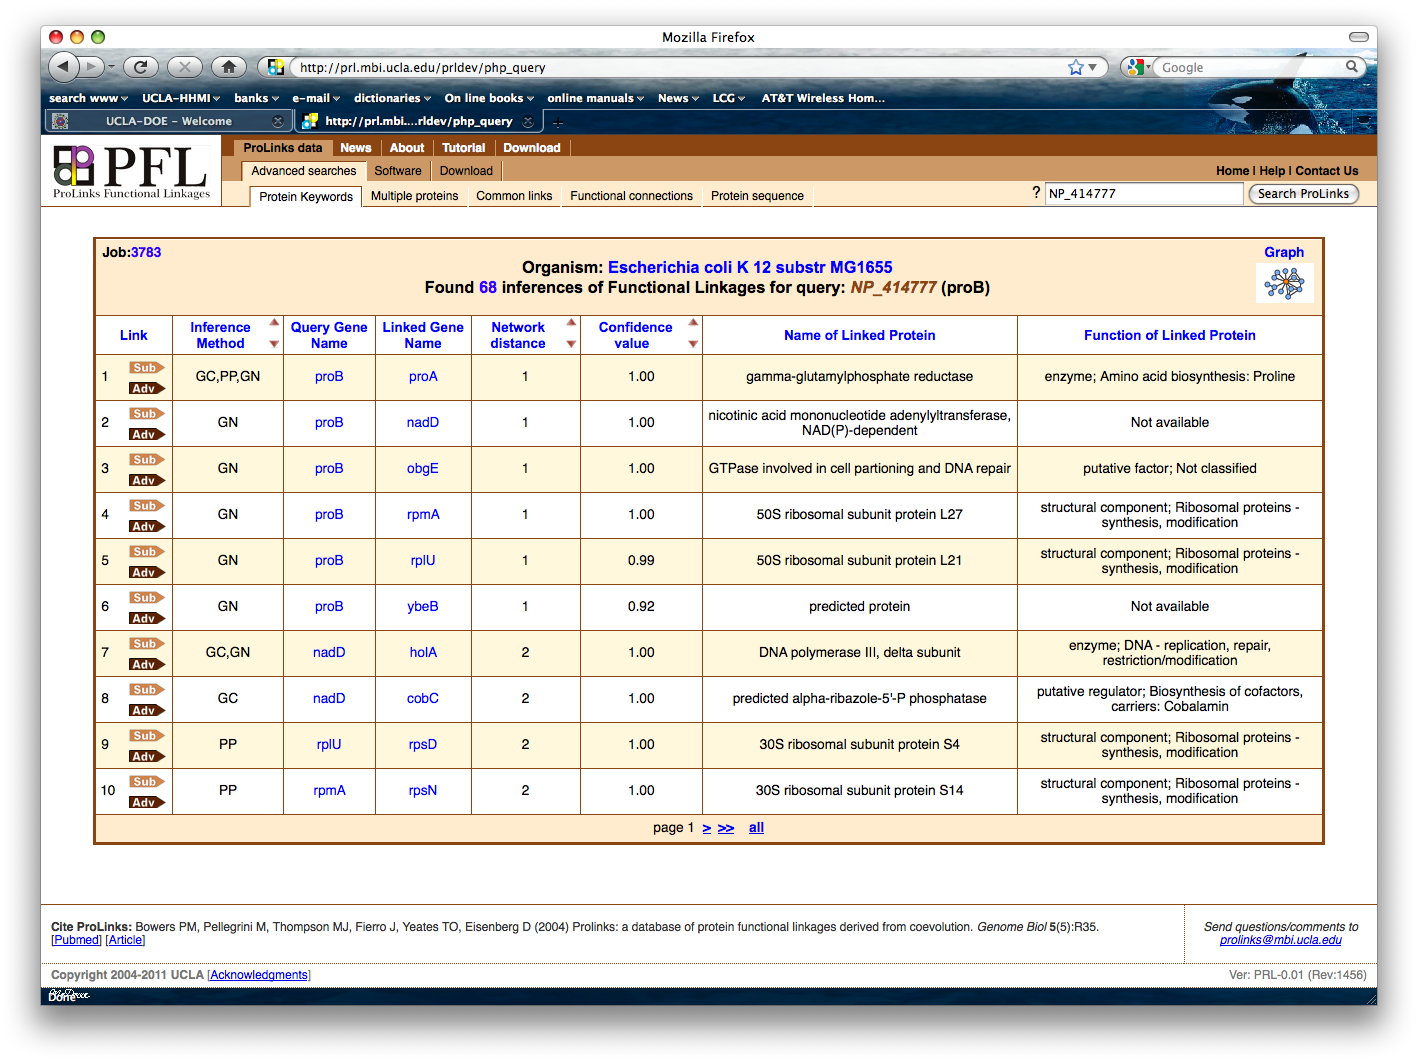 Mozilla Firefox
http://prl.mbi.ucla.edu/prldev/php_query
Google
search www UCLA-HHMI banks e-mail dictionaries On line books online manuals News LCG AT&T Wireless Hom...
UCLA-DOE - Welcome http://prl.mbi....rldev/php_query
PFL
ProLinks Functional Linkages
ProLinks data News About Tutorial Download
Advanced searches Software Download
Home | Help | Contact Us
Protein Keywords Multiple proteins Common links Functional connections Protein sequence
? NP_414777 Search ProLinks
Job:3783
Graph
Organism: Escherichia coli K 12 substr MG1655
Found 68 inferences of Functional Linkages for query: NP_414777 (proB)
Link Inference Method Query Gene Name Linked Gene Name Network distance Confidence value Name of Linked Protein Function of Linked Protein
1 Sub Adv GC,PP,GN proB proA 1 1.00 gamma-glutamylphosphate reductase enzyme; Amino acid biosynthesis: Proline
2 Sub Adv GN proB nadD 1 1.00 nicotinic acid mononucleotide adenylyltransferase, NAD(P)-dependent Not available
3 Sub Adv GN proB obgE 1 1.00 GTPase involved in cell partioning and DNA repair putative factor; Not classified
4 Sub Adv GN proB rpmA 1 1.00 50S ribosomal subunit protein L27 structural component; Ribosomal proteins - synthesis, modification
5 Sub Adv GN proB rplU 1 0.99 50S ribosomal subunit protein L21 structural component; Ribosomal proteins - synthesis, modification
6 Sub Adv GN proB ybeB 1 0.92 predicted protein Not available
7 Sub Adv GC,GN nadD holA 2 1.00 DNA polymerase III, delta subunit enzyme; DNA - replication, repair, restriction/modification
8 Sub Adv GC nadD cobC 2 1.00 predicted alpha-ribazole-5'-P phosphatase putative regulator; Biosynthesis of cofactors, carriers: Cobalamin
9 Sub Adv PP rplU rpsD 2 1.00 30S ribosomal subunit protein S4 structural component; Ribosomal proteins - synthesis, modification
10 Sub Adv PP rpmA rpsN 2 1.00 30S ribosomal subunit protein S14 structural component; Ribosomal proteins - synthesis, modification
page 1 > >> all
Cite ProLinks: Bowers PM, Pellegrini M, Thompson MJ, Fierro J, Yeates TO, Eisenberg D (2004) Prolinks: a database of protein functional linkages derived from coevolution. Genome Biol 5(5):R35.
[Pubmed] [Article]
Send questions/comments to
prolinks@mbi.ucla.edu
Copyright 2004-2011 UCLA [Acknowledgments]
Ver: PRL-0.01 (Rev:1456)
Done